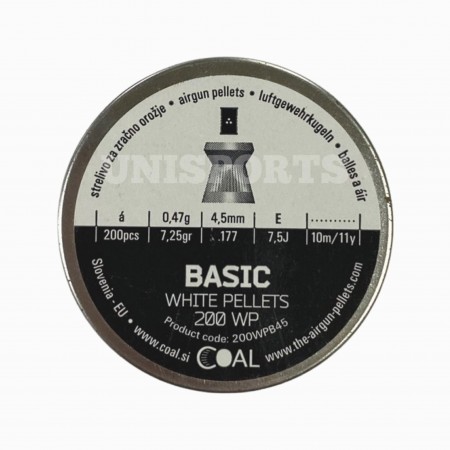 strelivo za zračno orožje • airgun pellets • luftgewehrkugeln • balles a áir
UNISPORTS
á 0,47g 4,5mm E ..........
200pcs 7,25gr .177 7,5J 10m/11y
BASIC
WHITE PELLETS
200 WP
Product code: 200WPB45
COAL
Slovenia - EU • www.coal.si
www.the-airgun-pellets.com